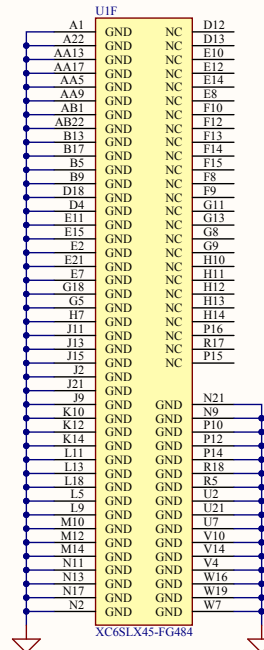 U1F
A1 GND NC D12
A22 GND NC D13
AA13 GND NC E10
AA17 GND NC E12
AA5 GND NC E14
AA9 GND NC E8
AB1 GND NC F10
AB22 GND NC F12
B13 GND NC F13
B17 GND NC F14
B5 GND NC F15
B9 GND NC F8
D18 GND NC F9
D4 GND NC G11
E11 GND NC G13
E15 GND NC G8
E2 GND NC G9
E21 GND NC H10
E7 GND NC H11
G18 GND NC H12
G5 GND NC H13
H7 GND NC H14
J11 GND NC P16
J13 GND NC R17
J15 GND NC P15
J2 GND
J21 GND
J9 GND GND N21
K10 GND GND N9
K12 GND GND P10
K14 GND GND P12
L11 GND GND P14
L13 GND GND R18
L18 GND GND R5
L5 GND GND U2
L9 GND GND U21
M10 GND GND U7
M12 GND GND V10
M14 GND GND V14
N11 GND GND V4
N13 GND GND W16
N17 GND GND W19
N2 GND GND W7
XC6SLX45-FG484